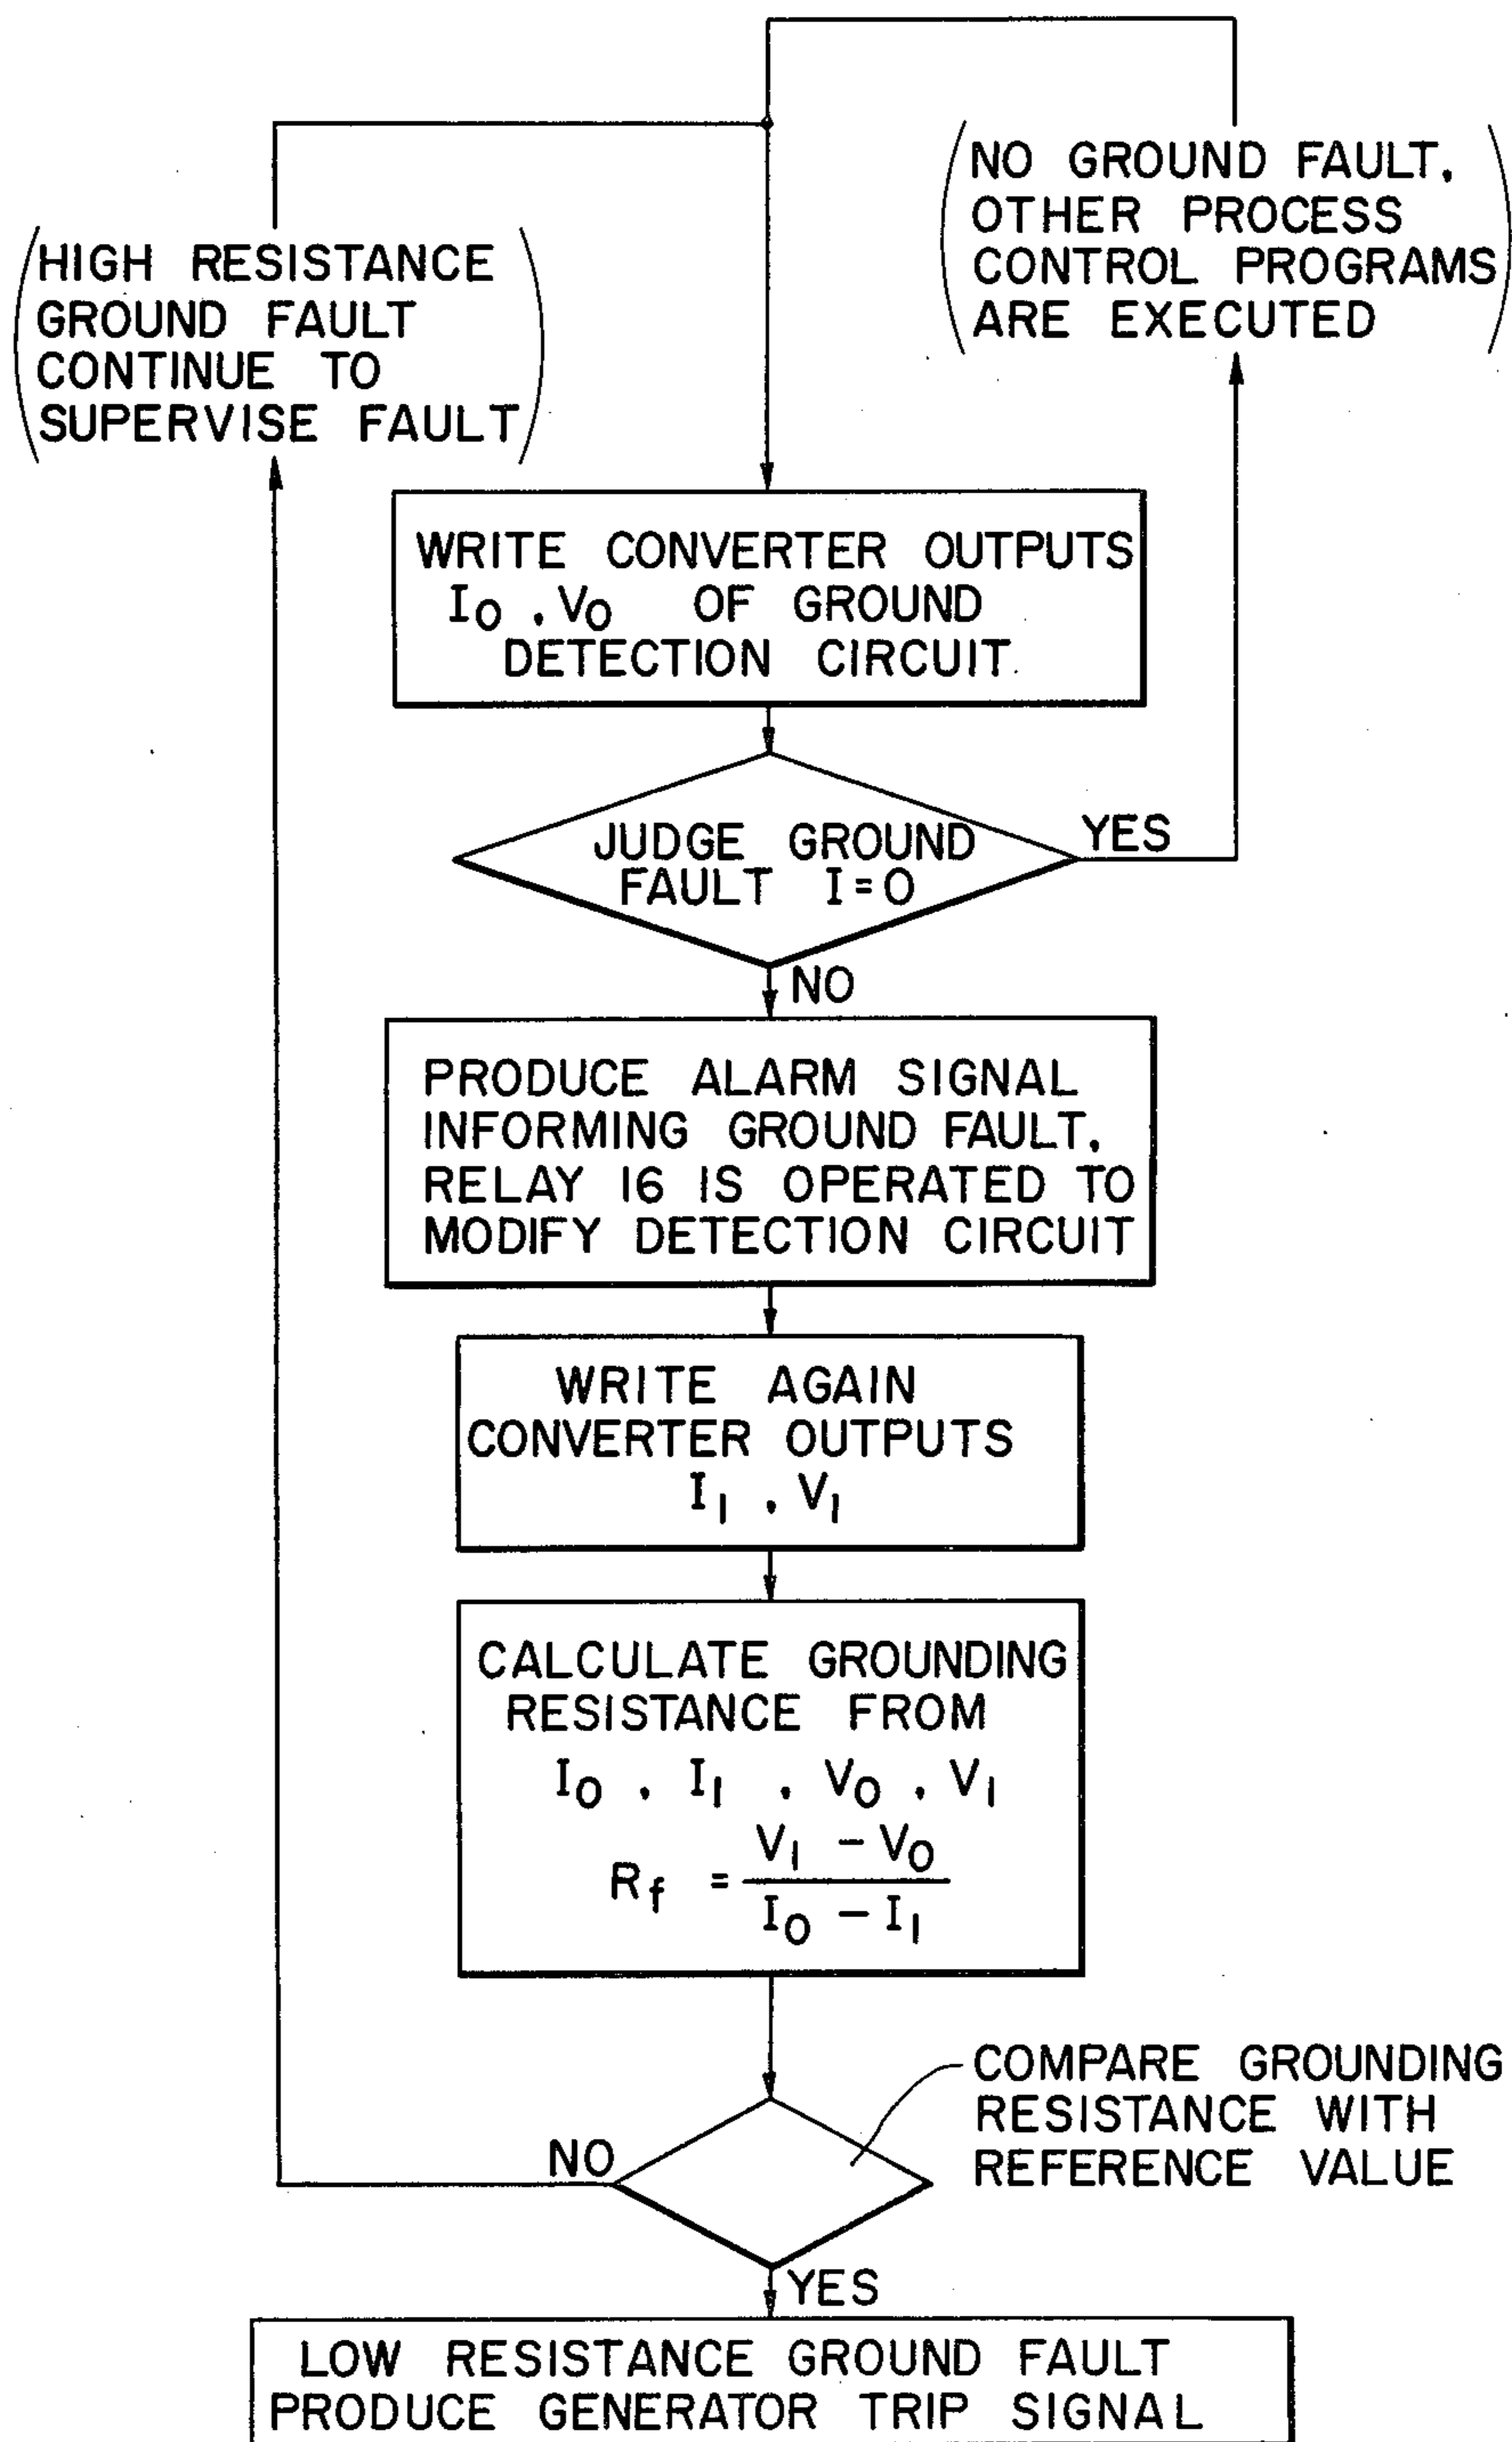 NO GROUND FAULT.
OTHER PROCESS
CONTROL PROGRAMS
ARE EXECUTED
HIGH RESISTANCE
GROUND FAULT
CONTINUE TO
SUPERVISE FAULT
WRITE CONVERTER OUTPUTS
I₀ . V₀ OF GROUND
DETECTION CIRCUIT
JUDGE GROUND
FAULT I=0
YES
NO
PRODUCE ALARM SIGNAL
INFORMING GROUND FAULT.
RELAY 16 IS OPERATED TO
MODIFY DETECTION CIRCUIT
WRITE AGAIN
CONVERTER OUTPUTS
I₁ . V₁
CALCULATE GROUNDING
RESISTANCE FROM
I₀ . I₁ . V₀ . V₁
R_f = (V₁ - V₀) / (I₀ - I₁)
COMPARE GROUNDING
RESISTANCE WITH
REFERENCE VALUE
NO
YES
LOW RESISTANCE GROUND FAULT
PRODUCE GENERATOR TRIP SIGNAL